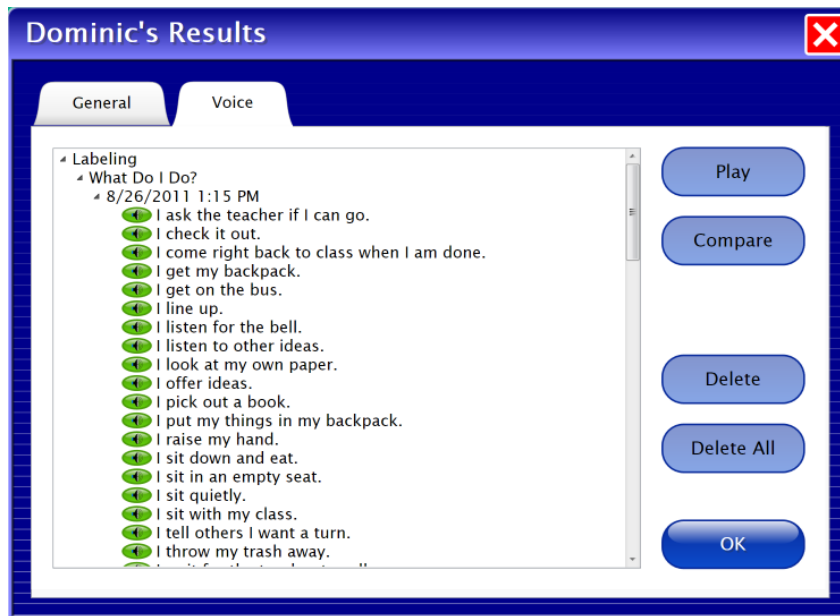 Dominic's Results
General
Voice
Labeling
What Do I Do?
8/26/2011 1:15 PM
I ask the teacher if I can go.
I check it out.
I come right back to class when I am done.
I get my backpack.
I get on the bus.
I line up.
I listen for the bell.
I listen to other ideas.
I look at my own paper.
I offer ideas.
I pick out a book.
I put my things in my backpack.
I raise my hand.
I sit down and eat.
I sit in an empty seat.
I sit quietly.
I sit with my class.
I tell others I want a turn.
I throw my trash away.
Play
Compare
Delete
Delete All
OK